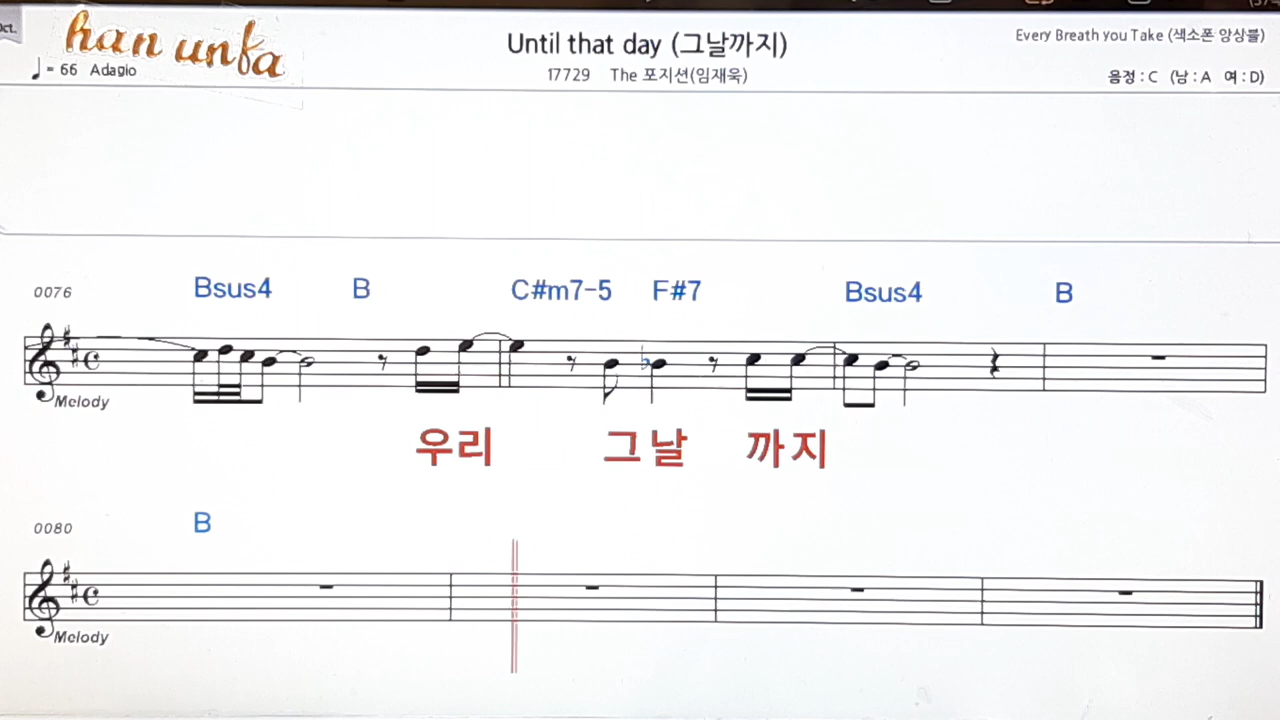 han unfa
Until that day (그날까지)
Every Breath you Take (색소폰 앙상블)
♩= 66 Adagio
17729 The 포지션(임재욱)
음정 : C (남 : A 여 : D)
0076 Bsus4 B C#m7-5 F#7 Bsus4 B
Melody
우리 그날 까지
0080 B
Melody